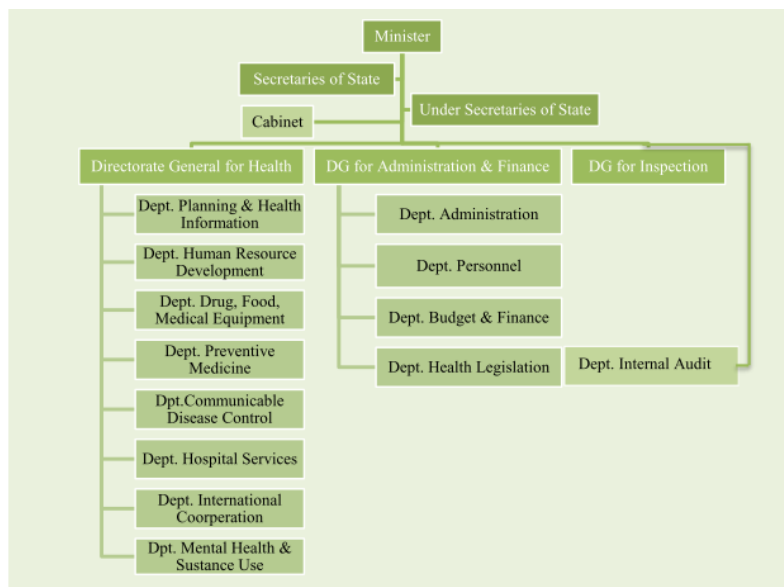 Minister
Secretaries of State
Under Secretaries of State
Cabinet
Directorate General for Health
DG for Administration & Finance
DG for Inspection
Dept. Planning & Health
Information
Dept. Human Resource
Development
Dept. Drug, Food,
Medical Equipment
Dept. Preventive
Medicine
Dpt.Communicable
Disease Control
Dept. Hospital Services
Dept. International
Coorperation
Dpt. Mental Health &
Sustance Use
Dept. Administration
Dept. Personnel
Dept. Budget & Finance
Dept. Health Legislation
Dept. Internal Audit